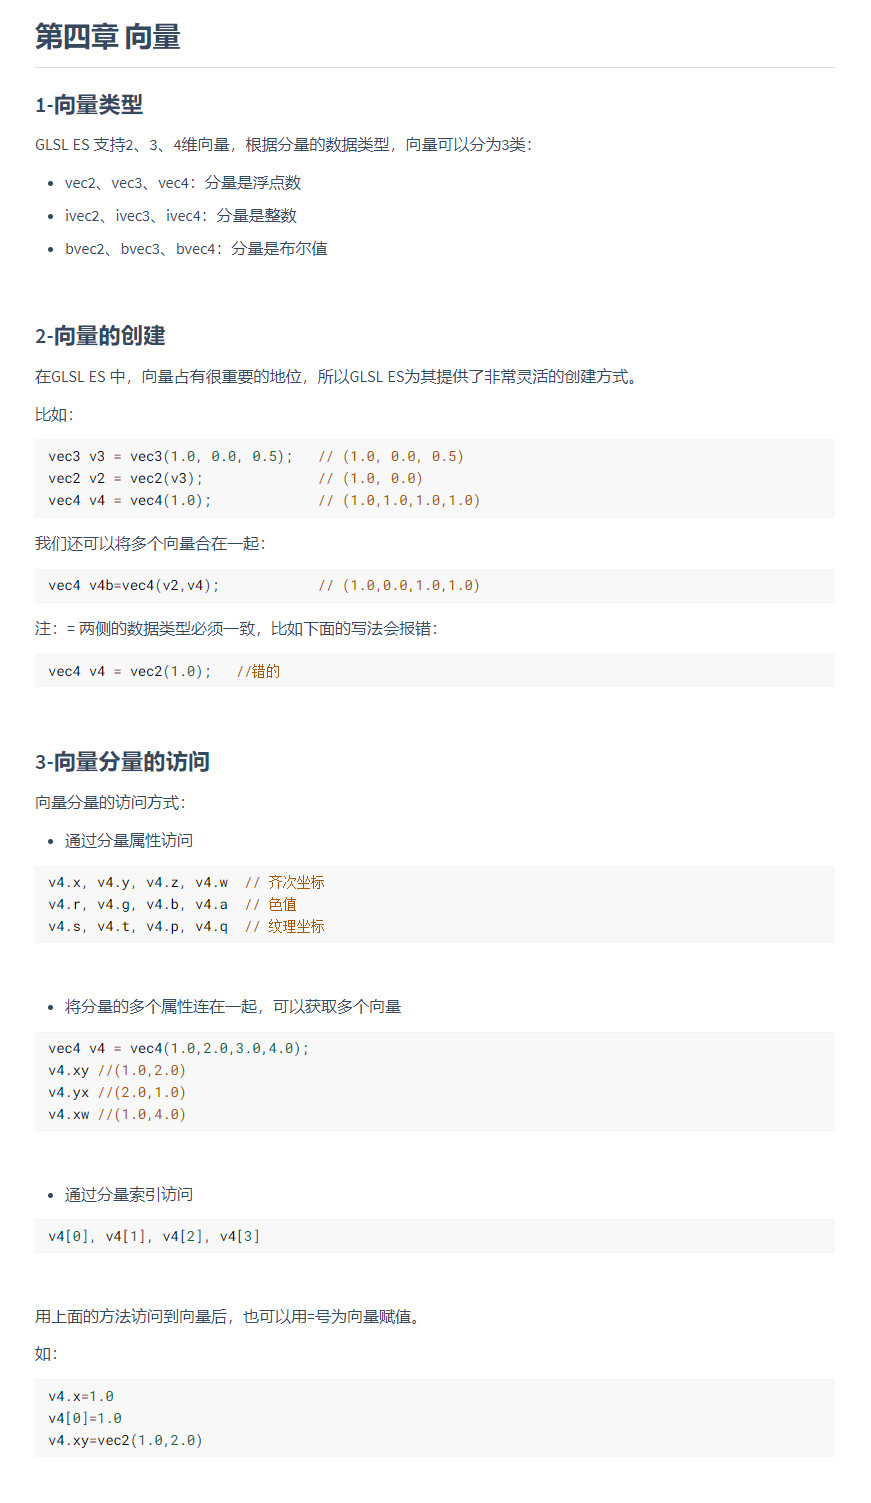 第四章 向量
1-向量类型
GLSL ES 支持2、3、4维向量，根据分量的数据类型，向量可以分为3类：
• vec2、vec3、vec4：分量是浮点数
• ivec2、ivec3、ivec4：分量是整数
• bvec2、bvec3、bvec4：分量是布尔值
2-向量的创建
在GLSL ES 中，向量占有很重要的地位，所以GLSL ES为其提供了非常灵活的创建方式。
比如：
vec3 v3 = vec3(1.0, 0.0, 0.5);   // (1.0, 0.0, 0.5)
vec2 v2 = vec2(v3);              // (1.0, 0.0)
vec4 v4 = vec4(1.0);             // (1.0,1.0,1.0,1.0)
我们还可以将多个向量合在一起：
vec4 v4b=vec4(v2,v4);            // (1.0,0.0,1.0,1.0)
注：= 两侧的数据类型必须一致，比如下面的写法会报错：
vec4 v4 = vec2(1.0);   //错的
3-向量分量的访问
向量分量的访问方式：
• 通过分量属性访问
v4.x, v4.y, v4.z, v4.w  // 齐次坐标
v4.r, v4.g, v4.b, v4.a  // 色值
v4.s, v4.t, v4.p, v4.q  // 纹理坐标
• 将分量的多个属性连在一起，可以获取多个向量
vec4 v4 = vec4(1.0,2.0,3.0,4.0);
v4.xy //(1.0,2.0)
v4.yx //(2.0,1.0)
v4.xw //(1.0,4.0)
• 通过分量索引访问
v4[0], v4[1], v4[2], v4[3]
用上面的方法访问到向量后，也可以用=号为向量赋值。
如：
v4.x=1.0
v4[0]=1.0
v4.xy=vec2(1.0,2.0)